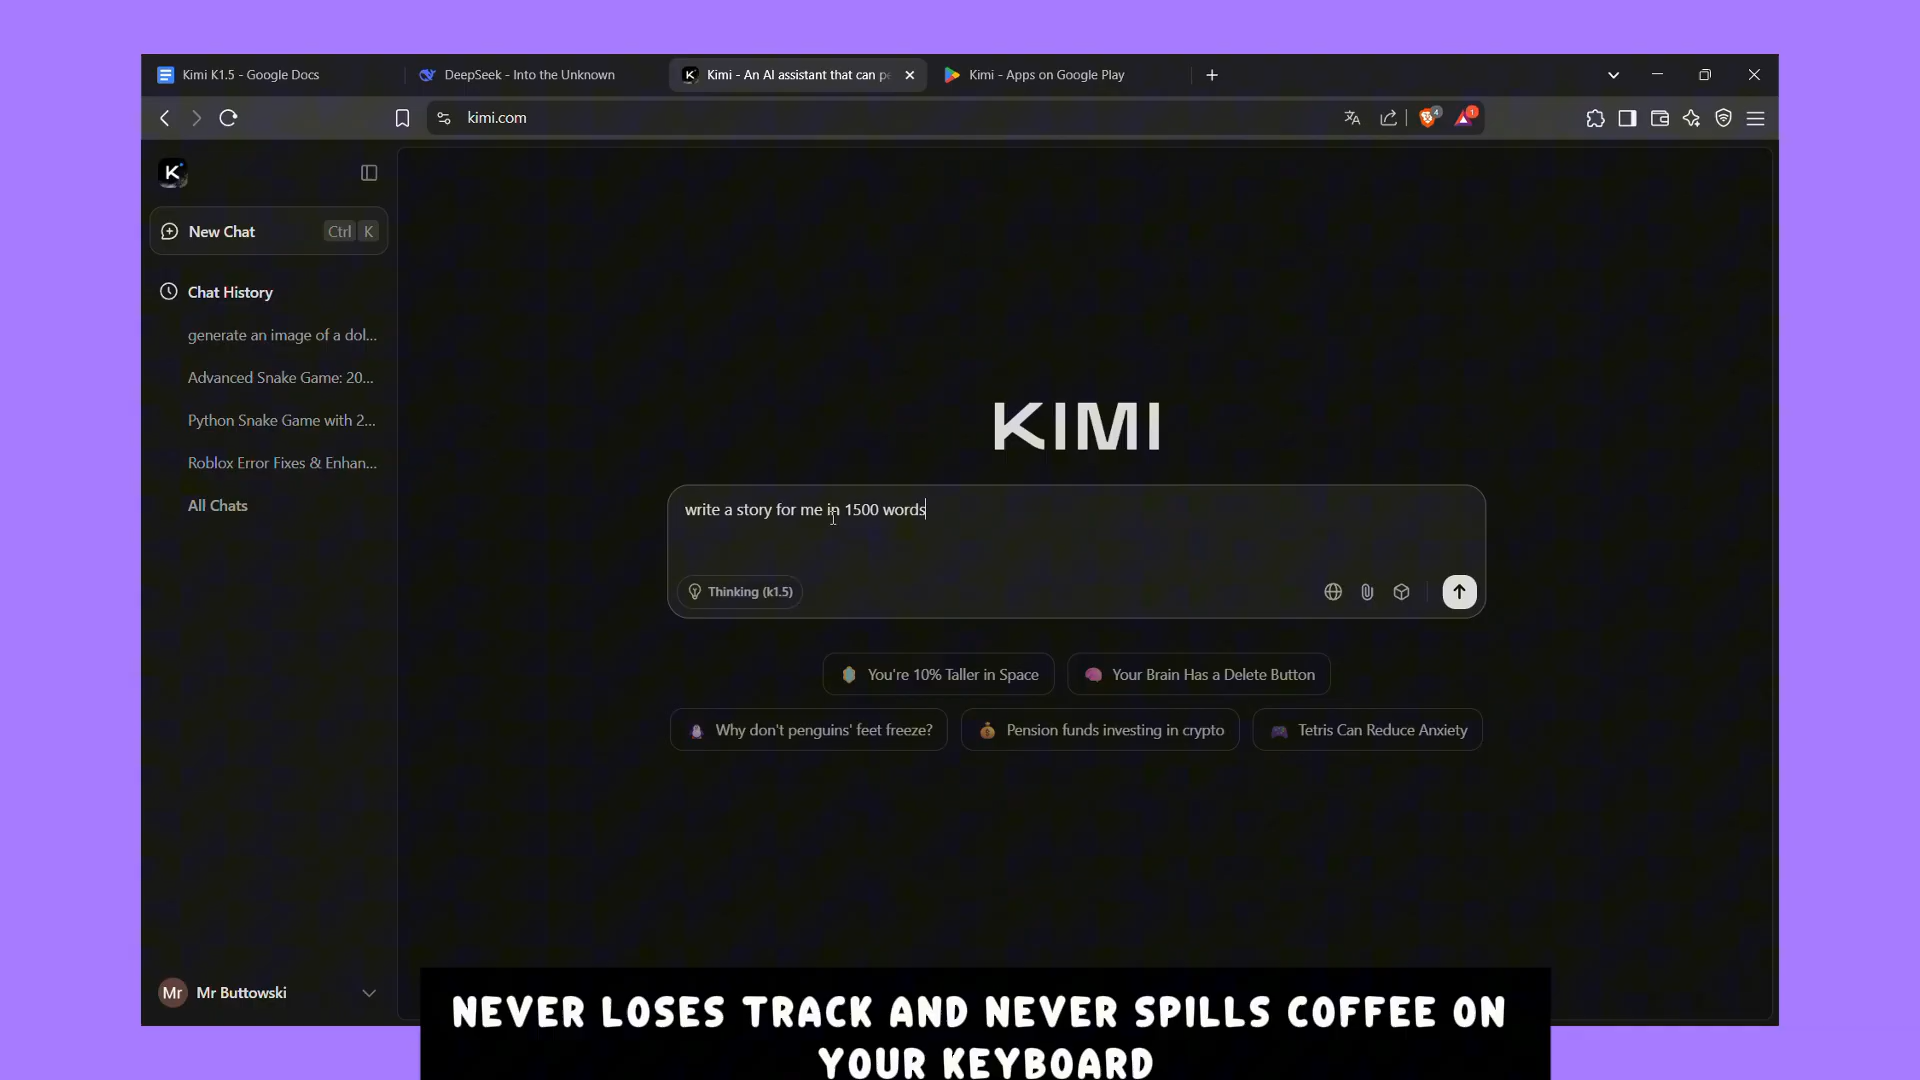 Kimi K1.5 - Google Docs
DeepSeek - Into the Unknown
Kimi - An AI assistant that can pe
Kimi - Apps on Google Play
kimi.com
4
1
K
New Chat
Ctrl K
Chat History
generate an image of a dol...
Advanced Snake Game: 20...
Python Snake Game with 2...
Roblox Error Fixes & Enhan...
All Chats
KIMI
write a story for me in 1500 words
Thinking (k1.5)
You're 10% Taller in Space
Your Brain Has a Delete Button
Why don't penguins' feet freeze?
Pension funds investing in crypto
Tetris Can Reduce Anxiety
Mr Mr Buttowski
NEVER LOSES TRACK AND NEVER SPILLS COFFEE ON
YOUR KEYBOARD